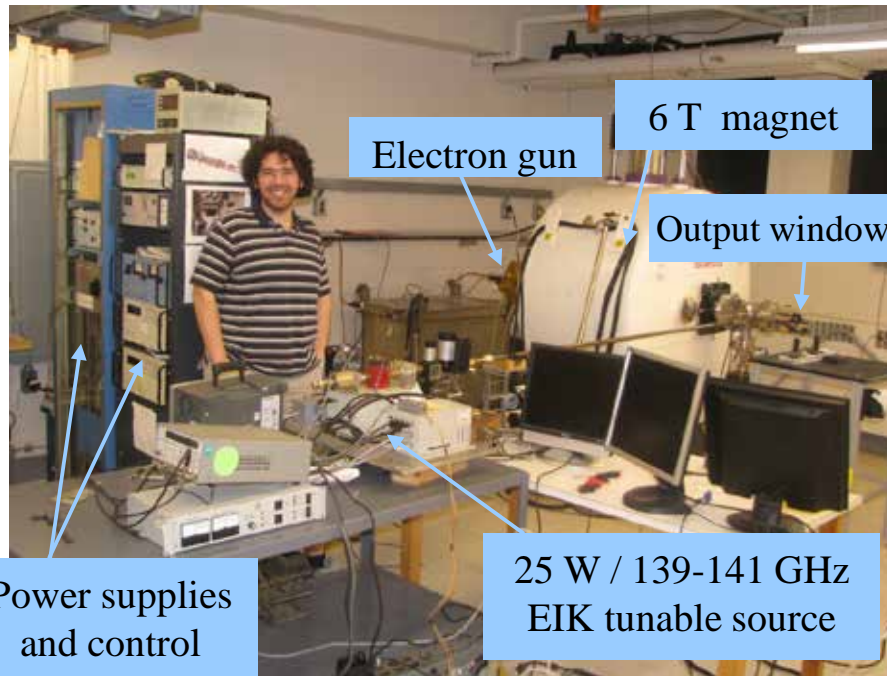 6 T magnet
Electron gun
Output window
Power supplies
and control
25 W / 139-141 GHz
EIK tunable source